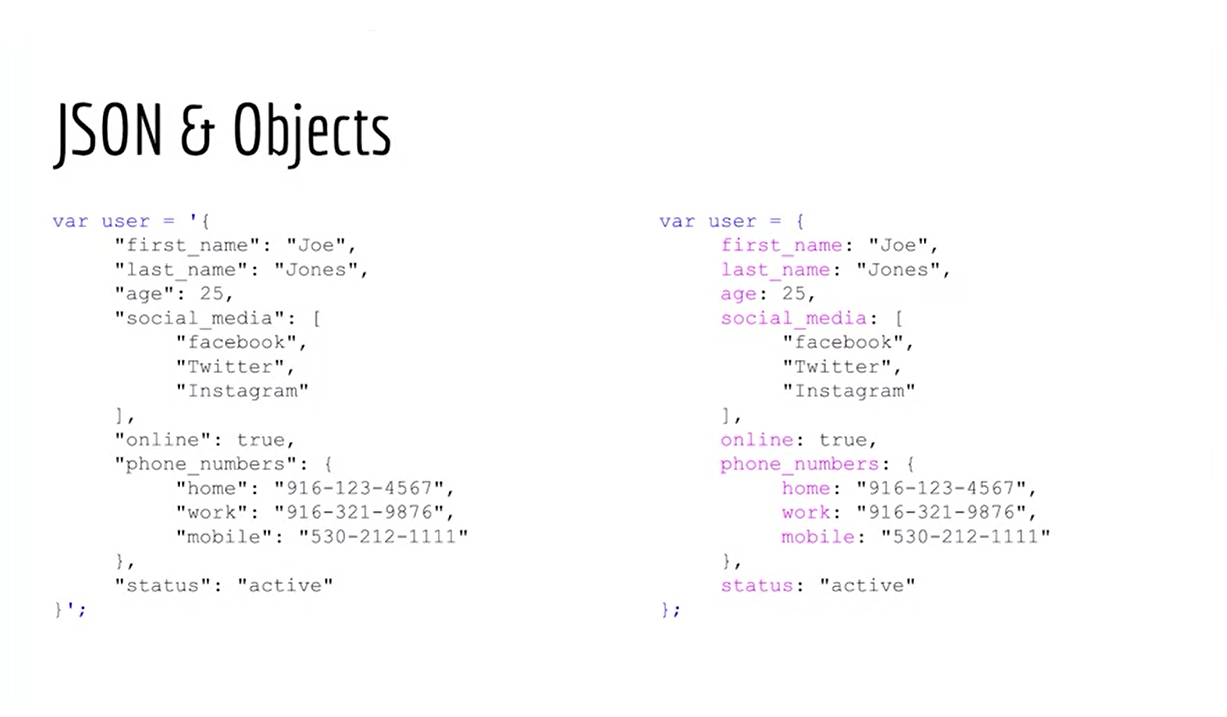 JSON & Objects
var user = '{
"first_name": "Joe",
"last_name": "Jones",
"age": 25,
"social_media": [
"facebook",
"Twitter",
"Instagram"
],
"online": true,
"phone_numbers": {
"home": "916-123-4567",
"work": "916-321-9876",
"mobile": "530-212-1111"
},
"status": "active"
}';
var user = {
first_name: "Joe",
last_name: "Jones",
age: 25,
social_media: [
"facebook",
"Twitter",
"Instagram"
],
online: true,
phone_numbers: {
home: "916-123-4567",
work: "916-321-9876",
mobile: "530-212-1111"
},
status: "active"
};